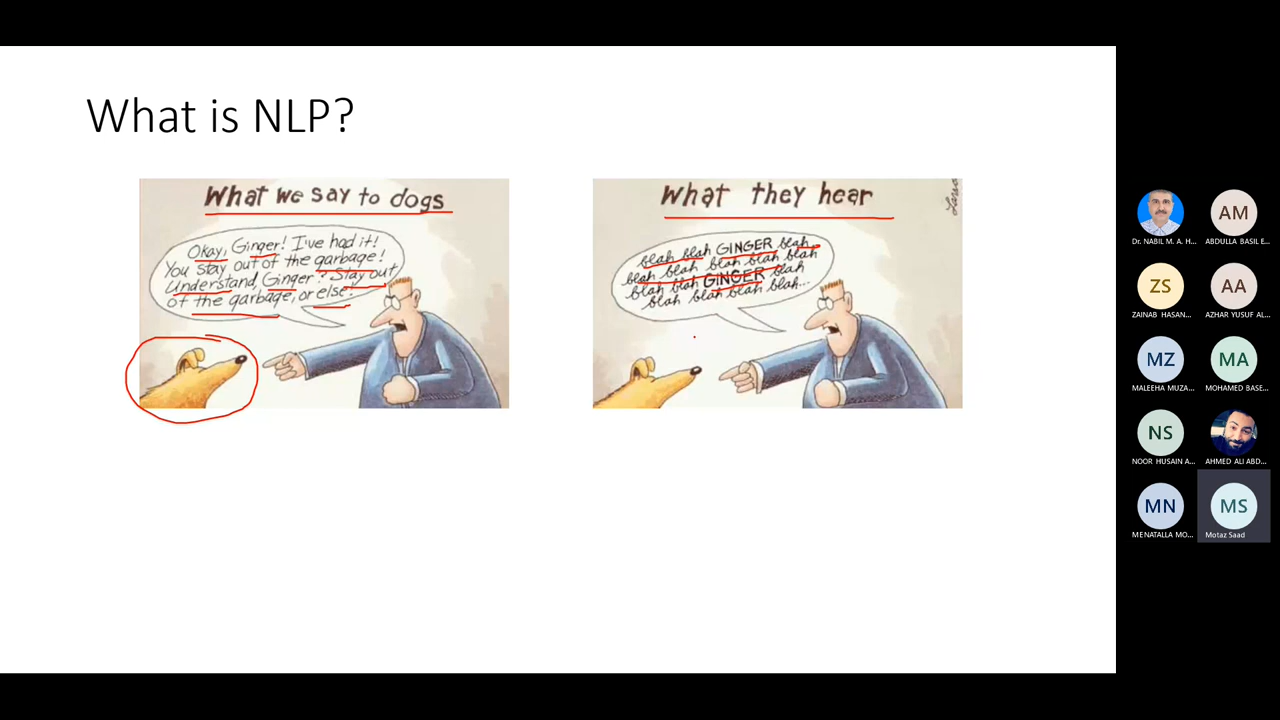 What is NLP?
What we say to dogs
Okay, Ginger! I've had it!
You stay out of the garbage!
Understand, Ginger? Stay out
of the garbage, or else!
What they hear
blah blah GINGER blah
blah blah blah blah blah
blah blah GINGER blah
blah blah blah blah...
Dr. NABIL M. A. H...
AM
ABDULLA BASIL E...
ZS
ZAINAB HASAN...
AA
AZHAR YUSUF AL...
MZ
MALEEHA MUZA...
MA
MOHAMED BASE...
NS
NOOR HUSAIN A...
AHMED ALI ABD...
MN
MENATALLA MO...
MS
Motaz Saad